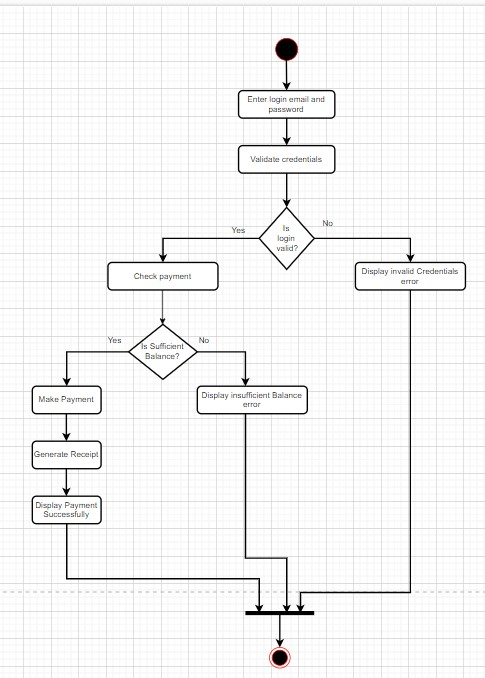 Enter login email and
password
Validate credentials
Is
login
valid?
Yes
No
Check payment
Display invalid Credentials
error
Is Sufficient
Balance?
Yes
No
Make Payment
Display insufficient Balance
error
Generate Receipt
Display Payment
Successfully